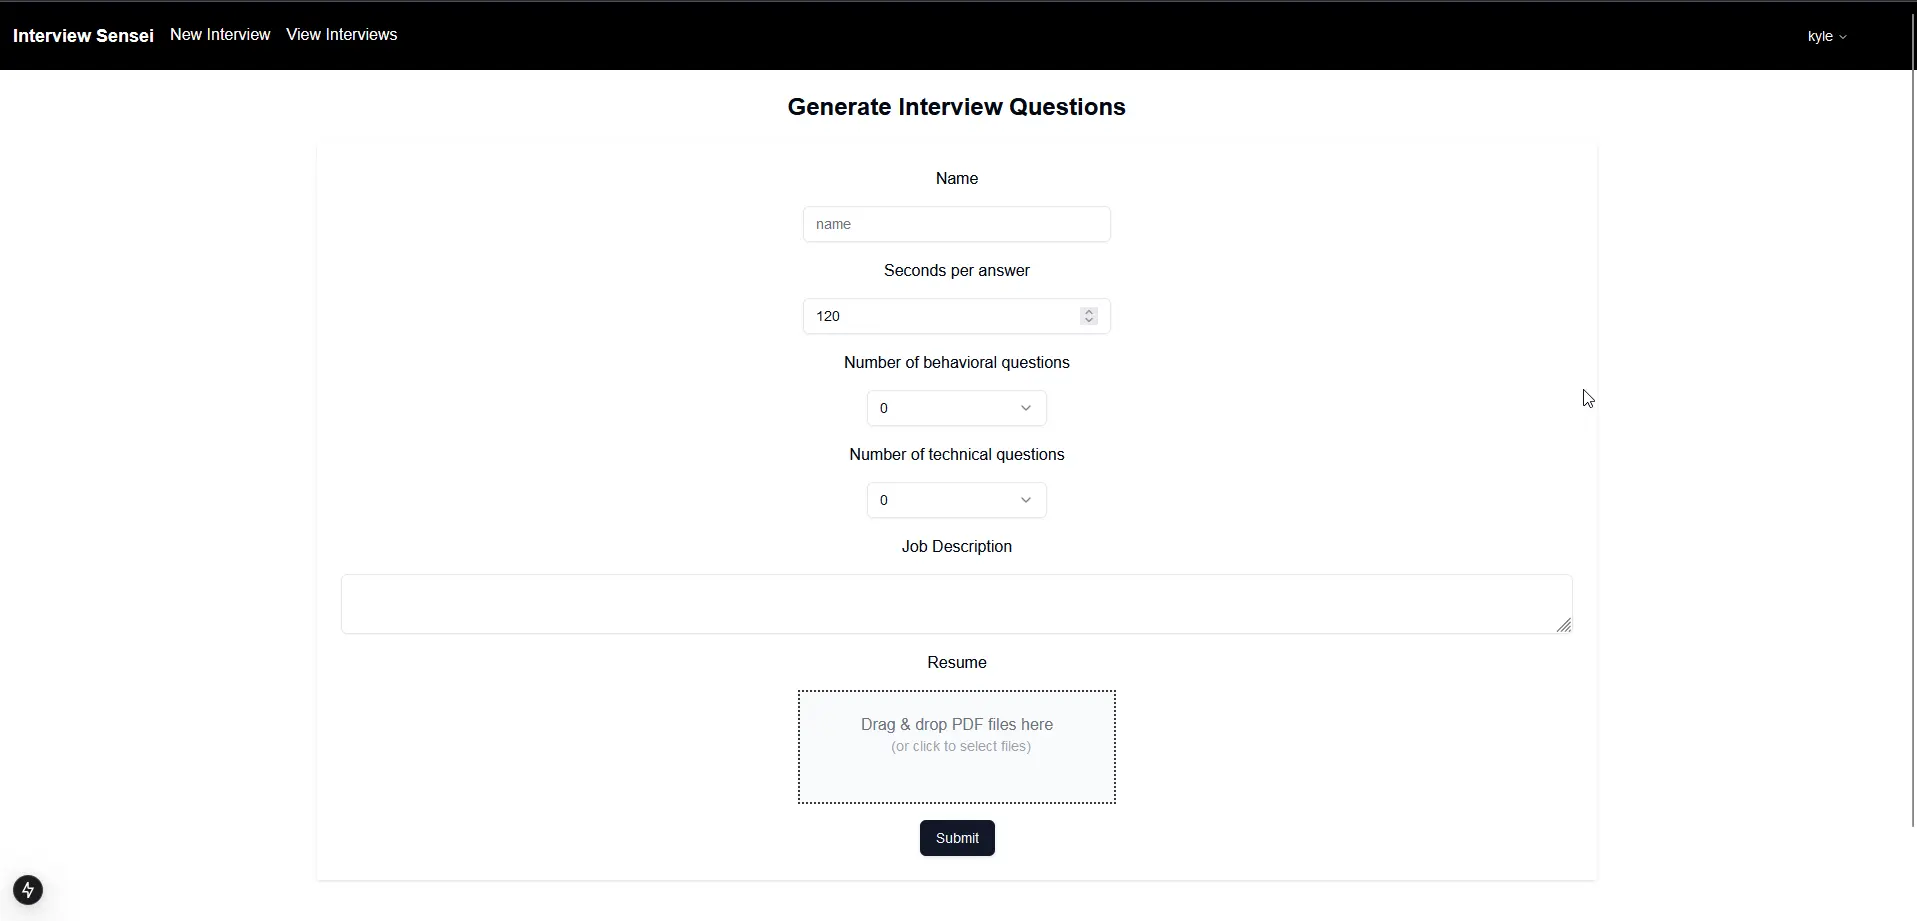 Interview Sensei New Interview View Interviews kyle
Generate Interview Questions
Name
name
Seconds per answer
120
Number of behavioral questions
0
Number of technical questions
0
Job Description
Resume
Drag & drop PDF files here
(or click to select files)
Submit